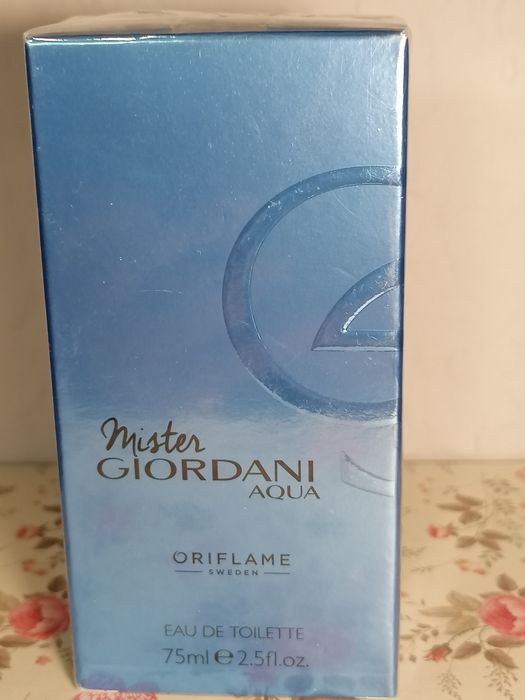 Mister
GIORDANI
AQUA
ORIFLAME
SWEDEN
EAU DE TOILETTE
75ml ℮ 2.5fl.oz.